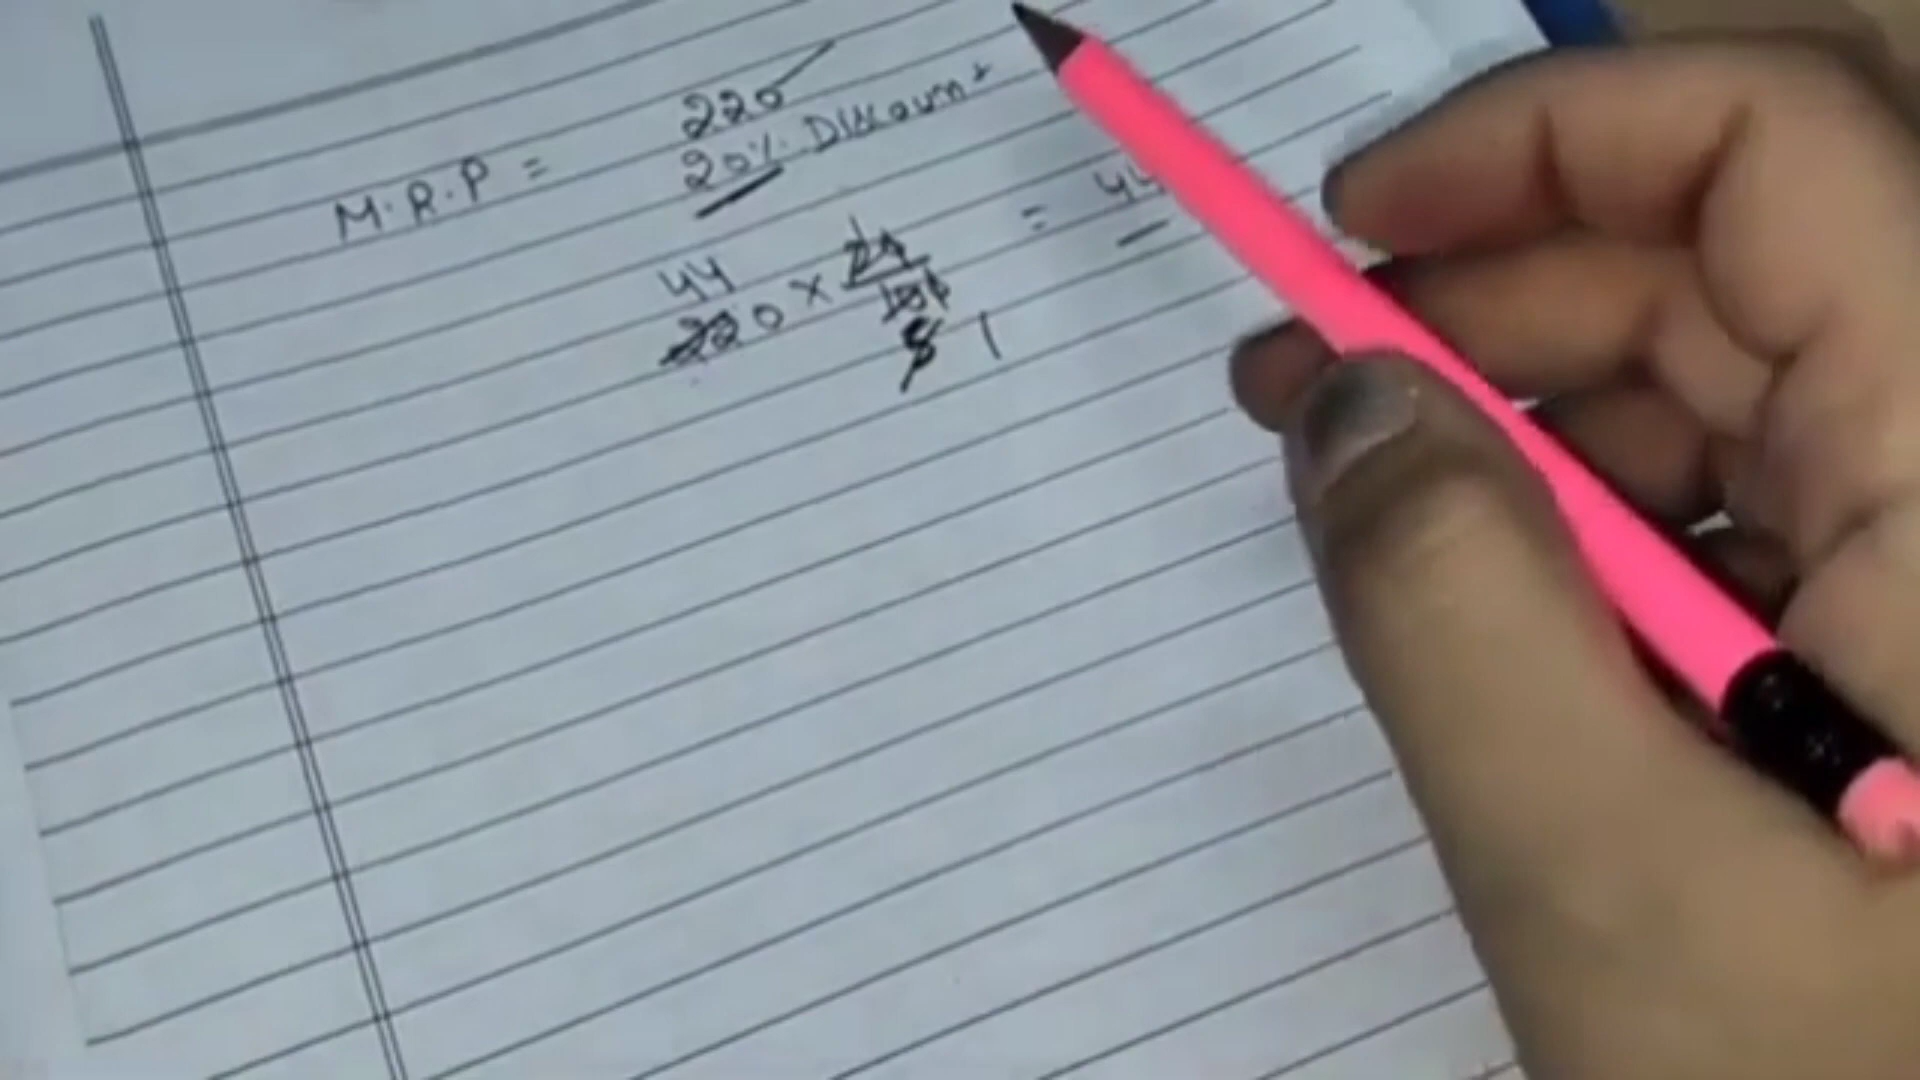 M.R.P = 220
20% Discount
44
220 × 20/100 = 44
5 1